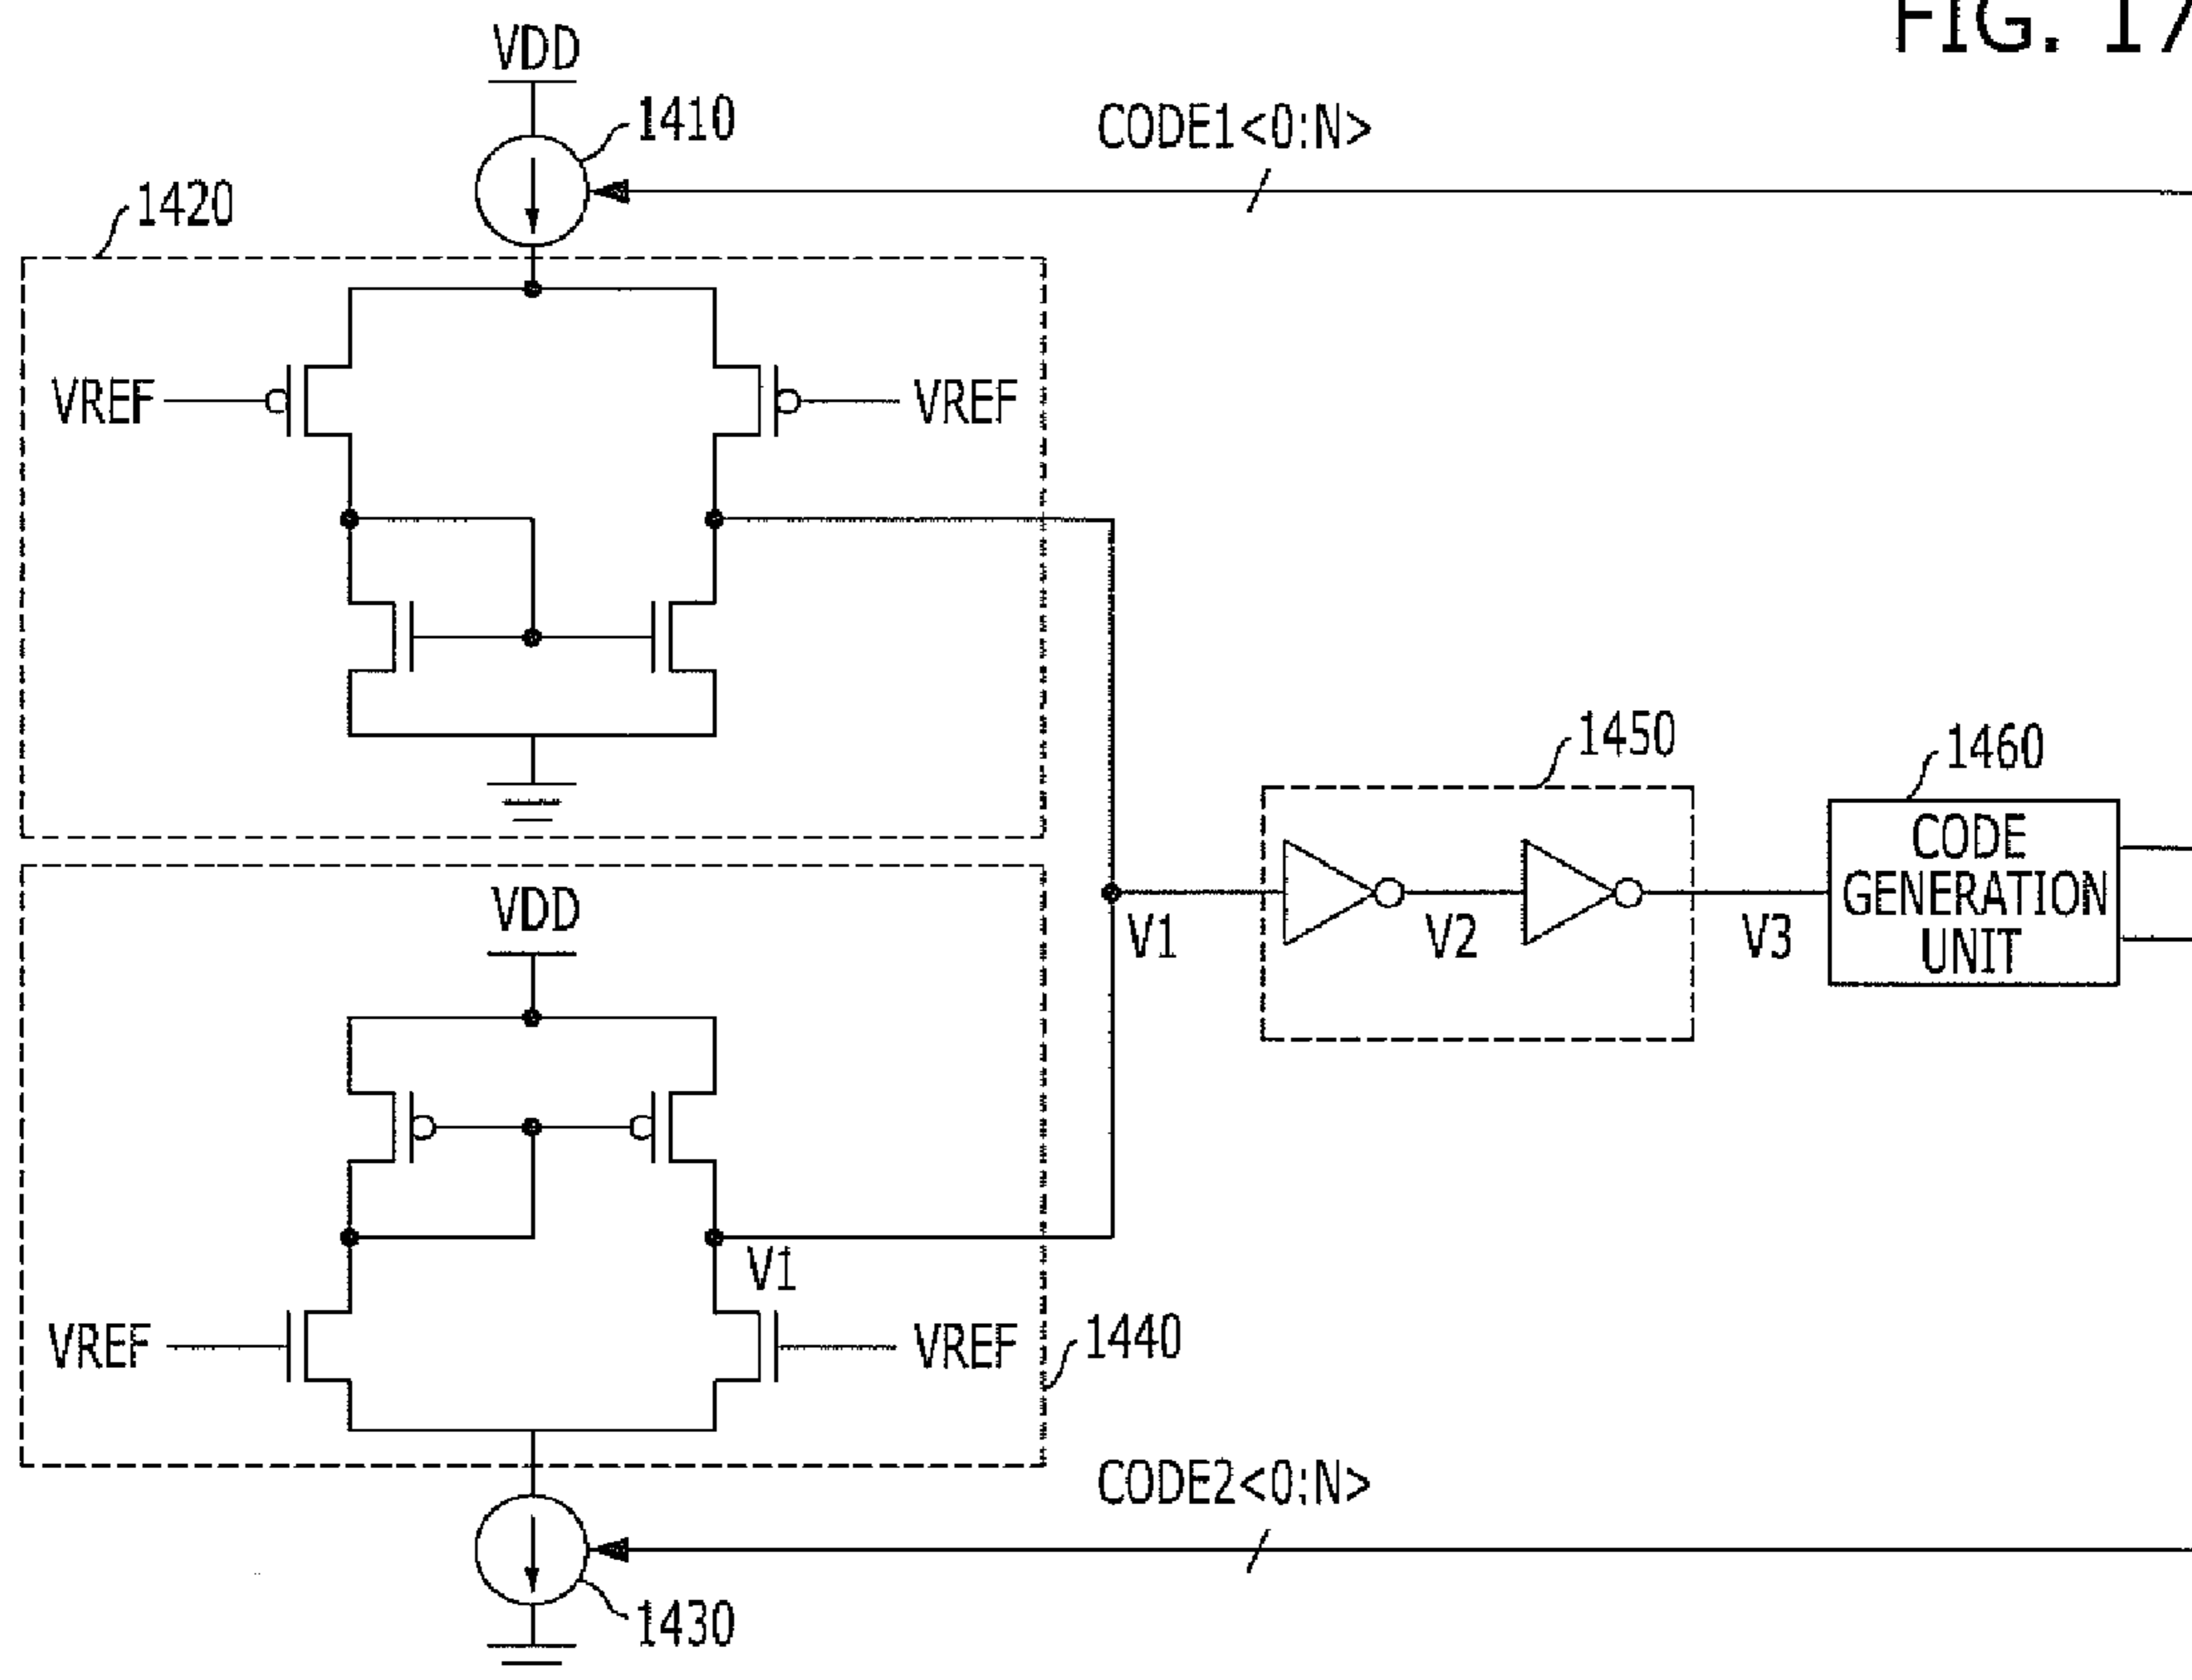 FIG. 17
VDD
1410
CODE1<0:N>
1420
VREF
VREF
1450
1460
CODE
GENERATION
UNIT
VDD
V1
V2
V3
V1
VREF
VREF
1440
CODE2<0:N>
1430